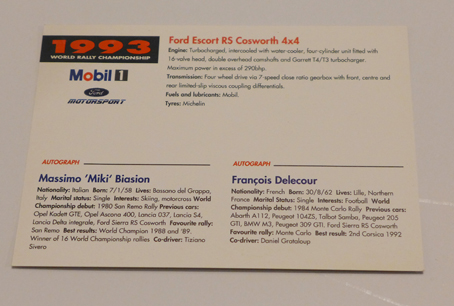 1993
WORLD RALLY CHAMPIONSHIP
Mobil 1
Ford
MOTORSPORT
Ford Escort RS Cosworth 4x4
Engine: Turbocharged, intercooled with water cooler, four-cylinder unit fitted with
16-valve head, double overhead camshafts and Garrett T4/T3 turbocharger.
Maximum power in excess of 290bhp.
Transmission: Four wheel drive via 7-speed close ratio gearbox with front, centre and
rear limited-slip viscous coupling differentials.
Fuels and lubricants: Mobil.
Tyres: Michelin
AUTOGRAPH
Massimo 'Miki' Biasion
Nationality: Italian Born: 7/1/58 Lives: Bassano del Grappa,
Italy Marital status: Single Interests: Skiing, motorcross World
Championship debut: 1980 San Remo Rally Previous cars:
Opel Kadett GTE, Opel Ascona 400, Lancia 037, Lancia S4,
Lancia Delta integrale, Ford Sierra RS Cosworth Favourite rally:
San Remo Best results: World Champion 1988 and '89.
Winner of 16 World Championship rallies Co-driver: Tiziano
Siviero
AUTOGRAPH
François Delecour
Nationality: French Born: 30/8/62 Lives: Lille, Northern
France Marital Status: Single Interests: Football World
Championship debut: 1984 Monte Carlo Rally Previous cars:
Abarth A112, Peugeot 104ZS, Talbot Samba, Peugeot 205
GTI, BMW M3, Peugeot 309 GTI, Ford Sierra RS Cosworth
Favourite rally: Monte Carlo Best result: 2nd Corsica 1992
Co-driver: Daniel Grataloup